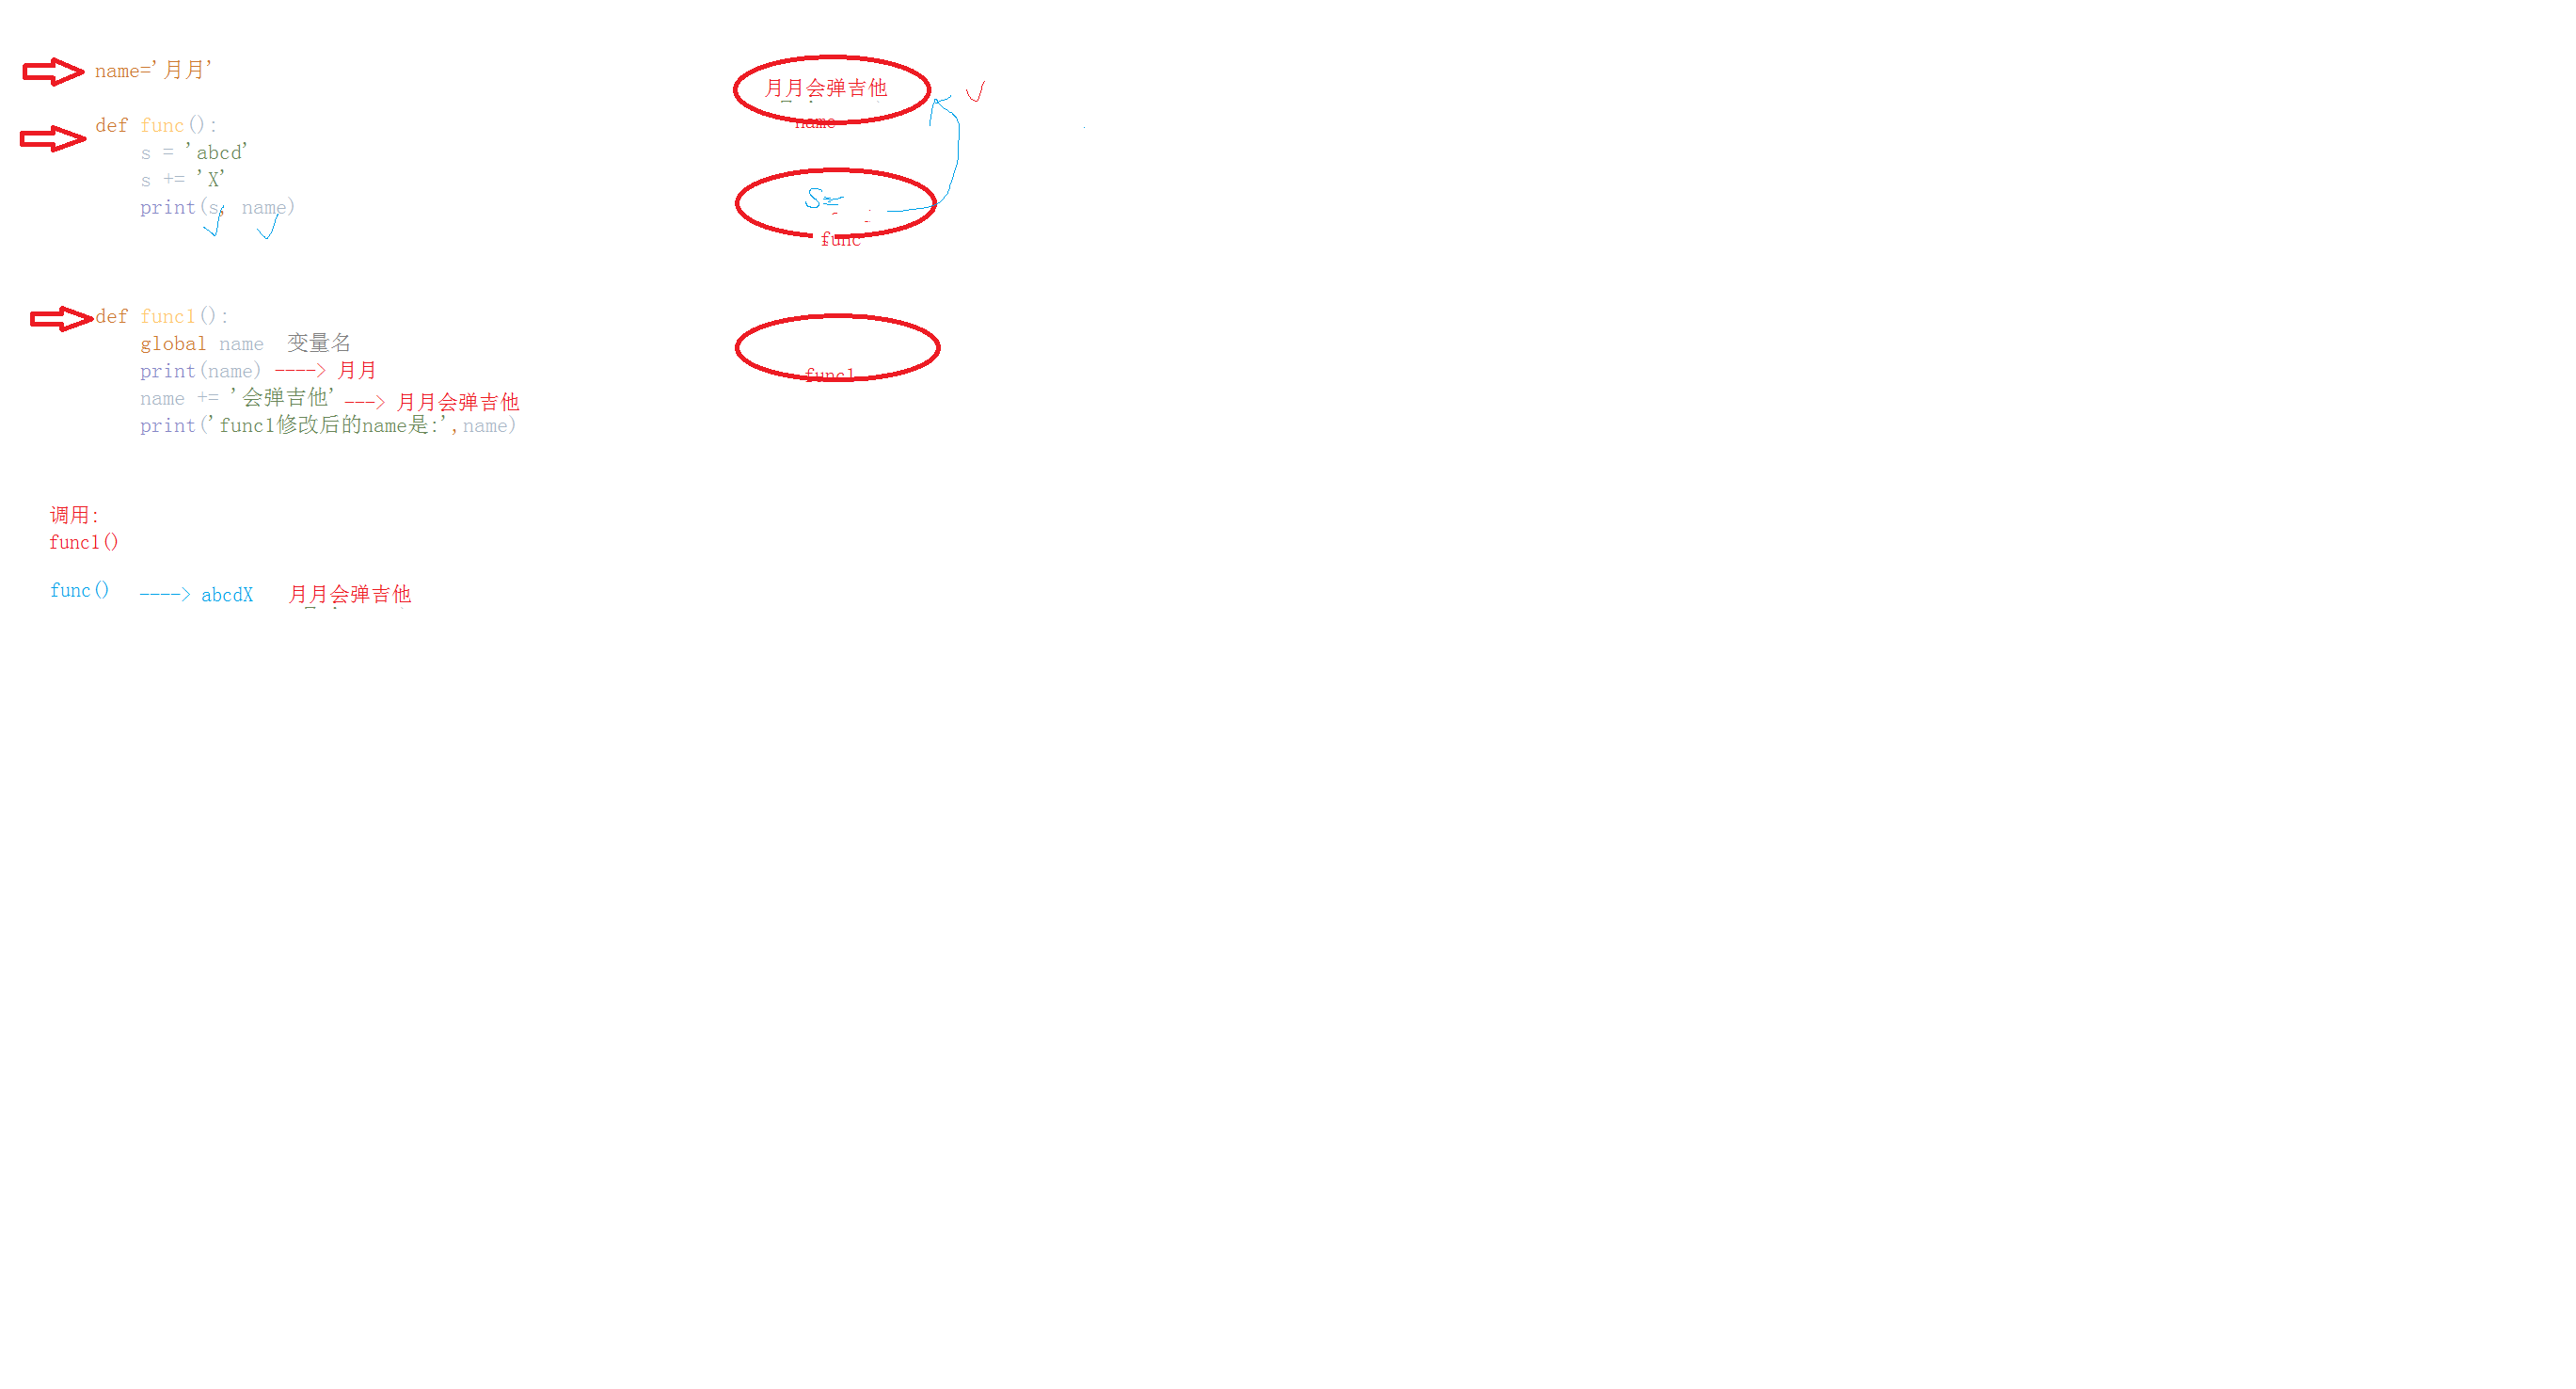 name='月月'
def func():
s = 'abcd'
s += 'X'
print(s, name)
def func1():
global name 变量名
print(name) ----> 月月
name += '会弹吉他' ---> 月月会弹吉他
print('func1修改后的name是:',name)
调用:
func1()
func() ----> abcdX 月月会弹吉他
月月会弹吉他
name
S=
func
func1